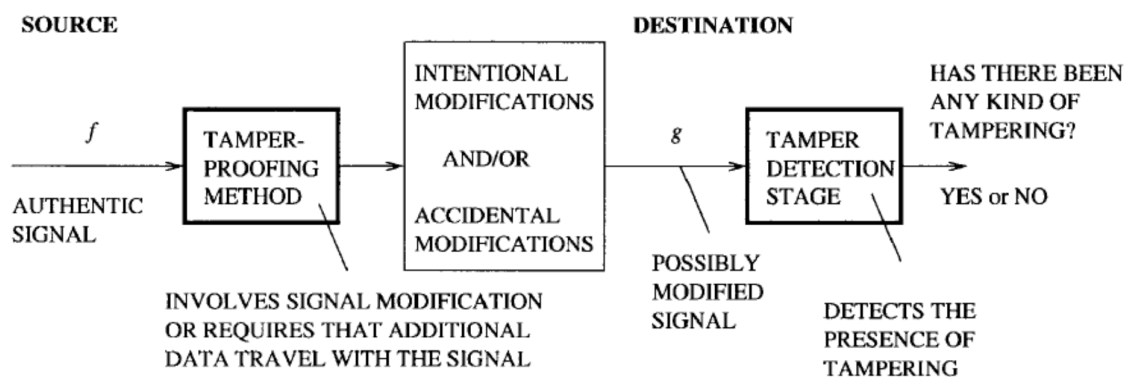 SOURCE
DESTINATION
f
AUTHENTIC
SIGNAL
TAMPER-
PROOFING
METHOD
INVOLVES SIGNAL MODIFICATION
OR REQUIRES THAT ADDITIONAL
DATA TRAVEL WITH THE SIGNAL
INTENTIONAL
MODIFICATIONS
AND/OR
ACCIDENTAL
MODIFICATIONS
g
POSSIBLY
MODIFIED
SIGNAL
TAMPER
DETECTION
STAGE
DETECTS THE
PRESENCE OF
TAMPERING
HAS THERE BEEN
ANY KIND OF
TAMPERING?
YES or NO